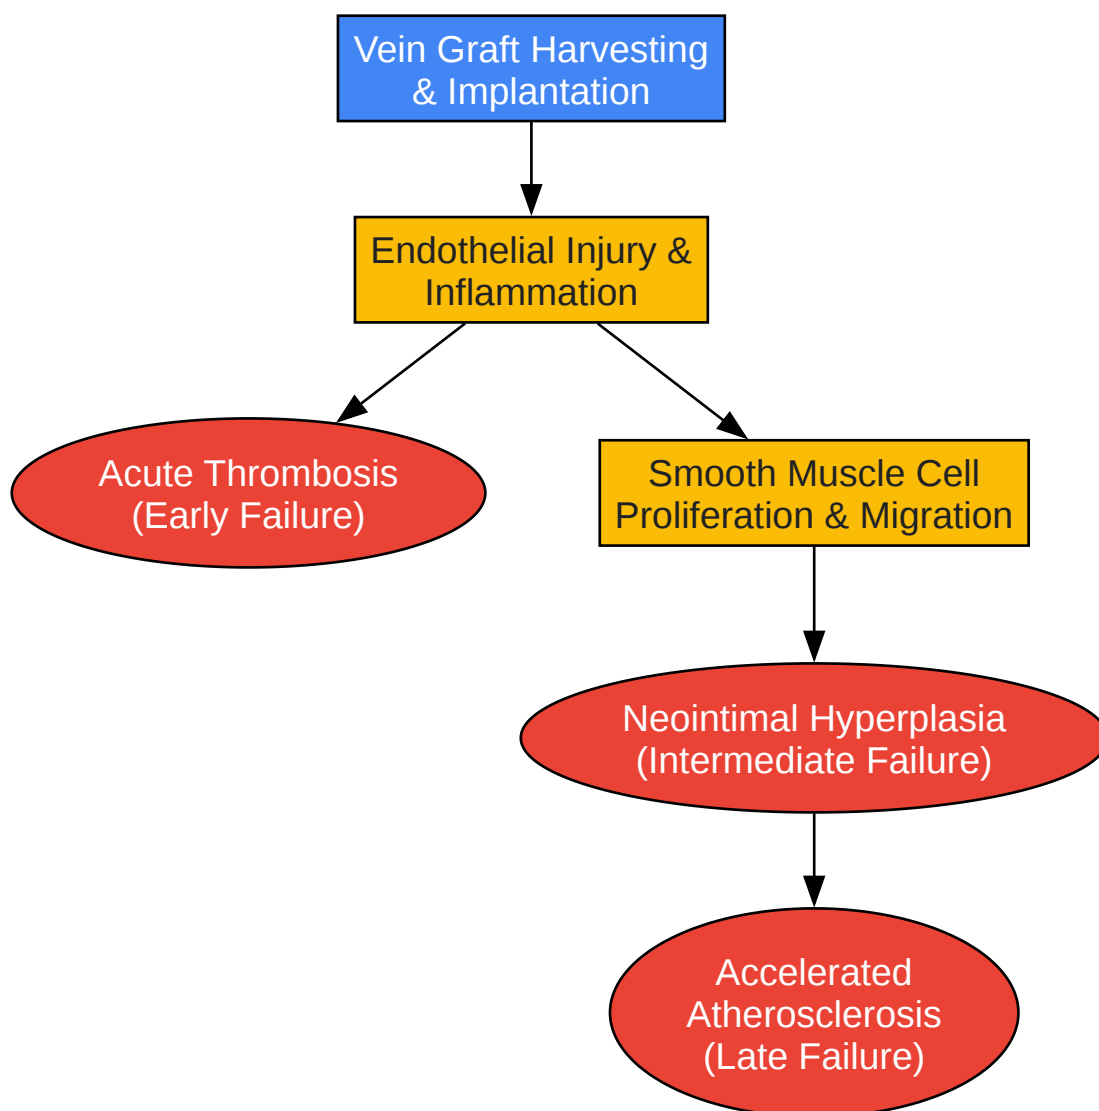 Vein Graft Harvesting
& Implantation
Endothelial Injury &
Inflammation
Acute Thrombosis
(Early Failure)
Smooth Muscle Cell
Proliferation & Migration
Neointimal Hyperplasia
(Intermediate Failure)
Accelerated
Atherosclerosis
(Late Failure)